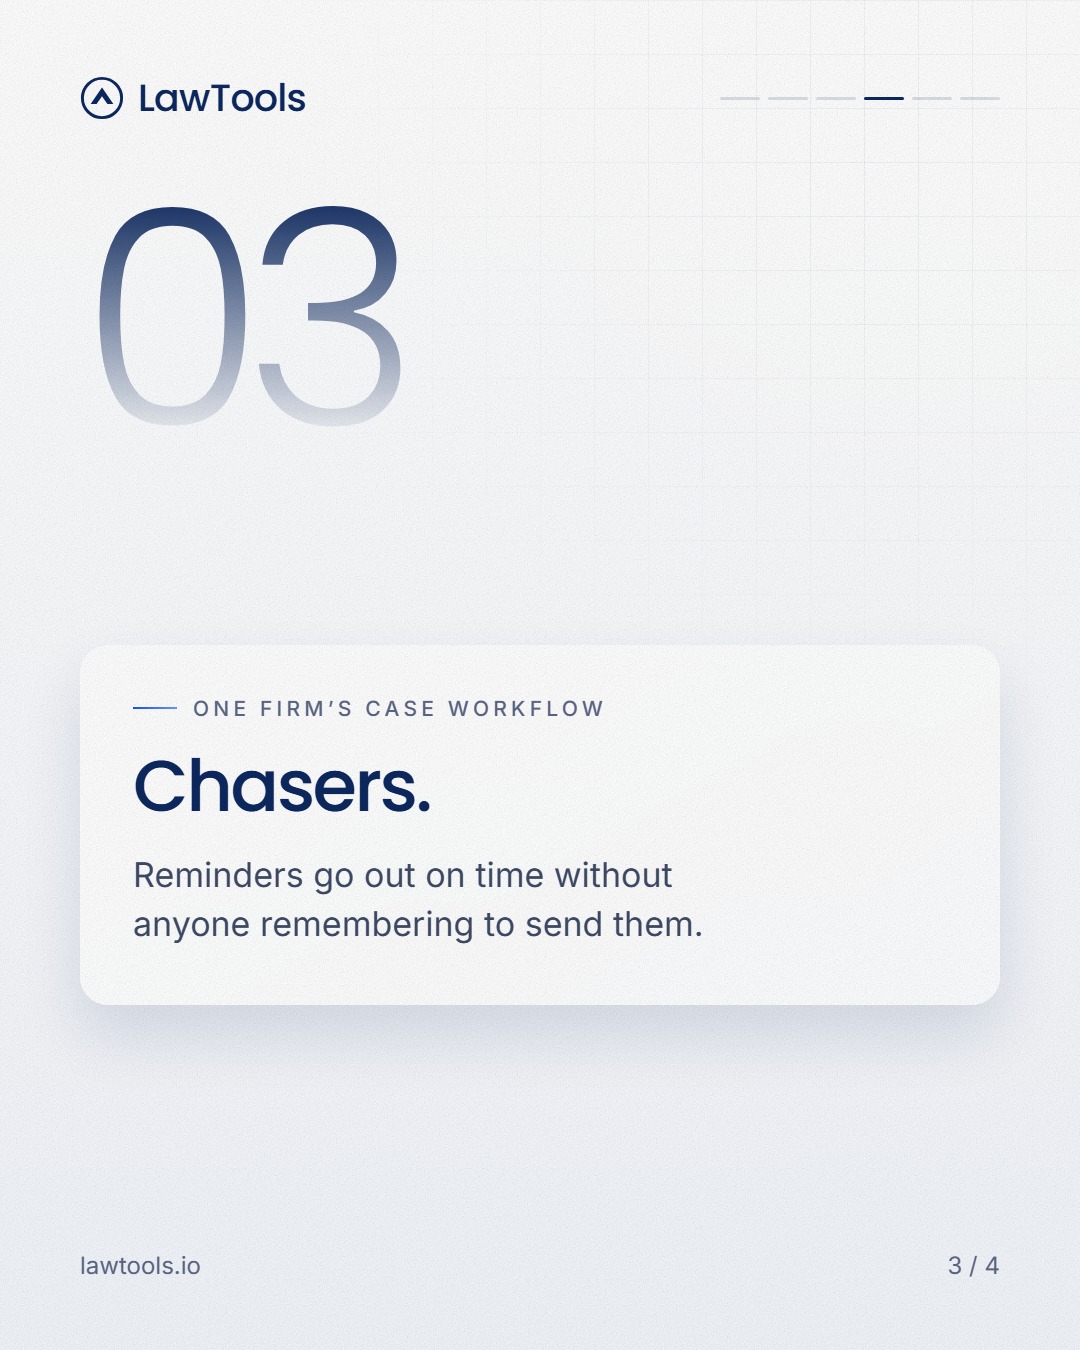 LawTools
03
ONE FIRM’S CASE WORKFLOW
Chasers.
Reminders go out on time without
anyone remembering to send them.
lawtools.io
3 / 4